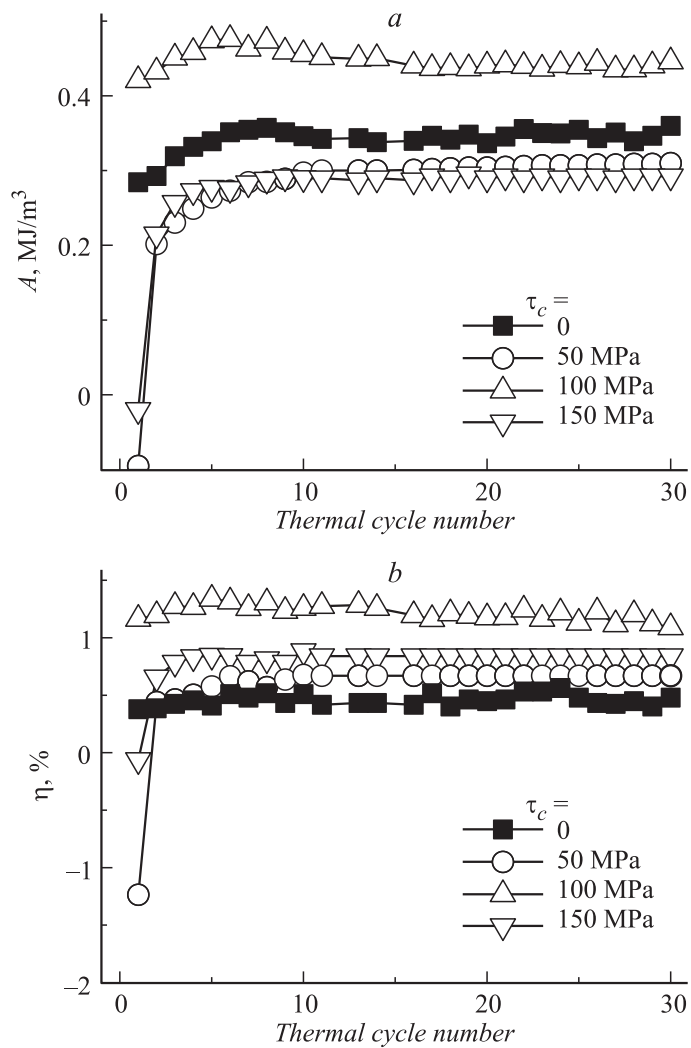 a
0.4
0.2
0
A, MJ/m³
τc =
0
50 MPa
100 MPa
150 MPa
0 10 20 30
Thermal cycle number
b
1
0
–1
–2
η, %
τc =
0
50 MPa
100 MPa
150 MPa
0 10 20 30
Thermal cycle number